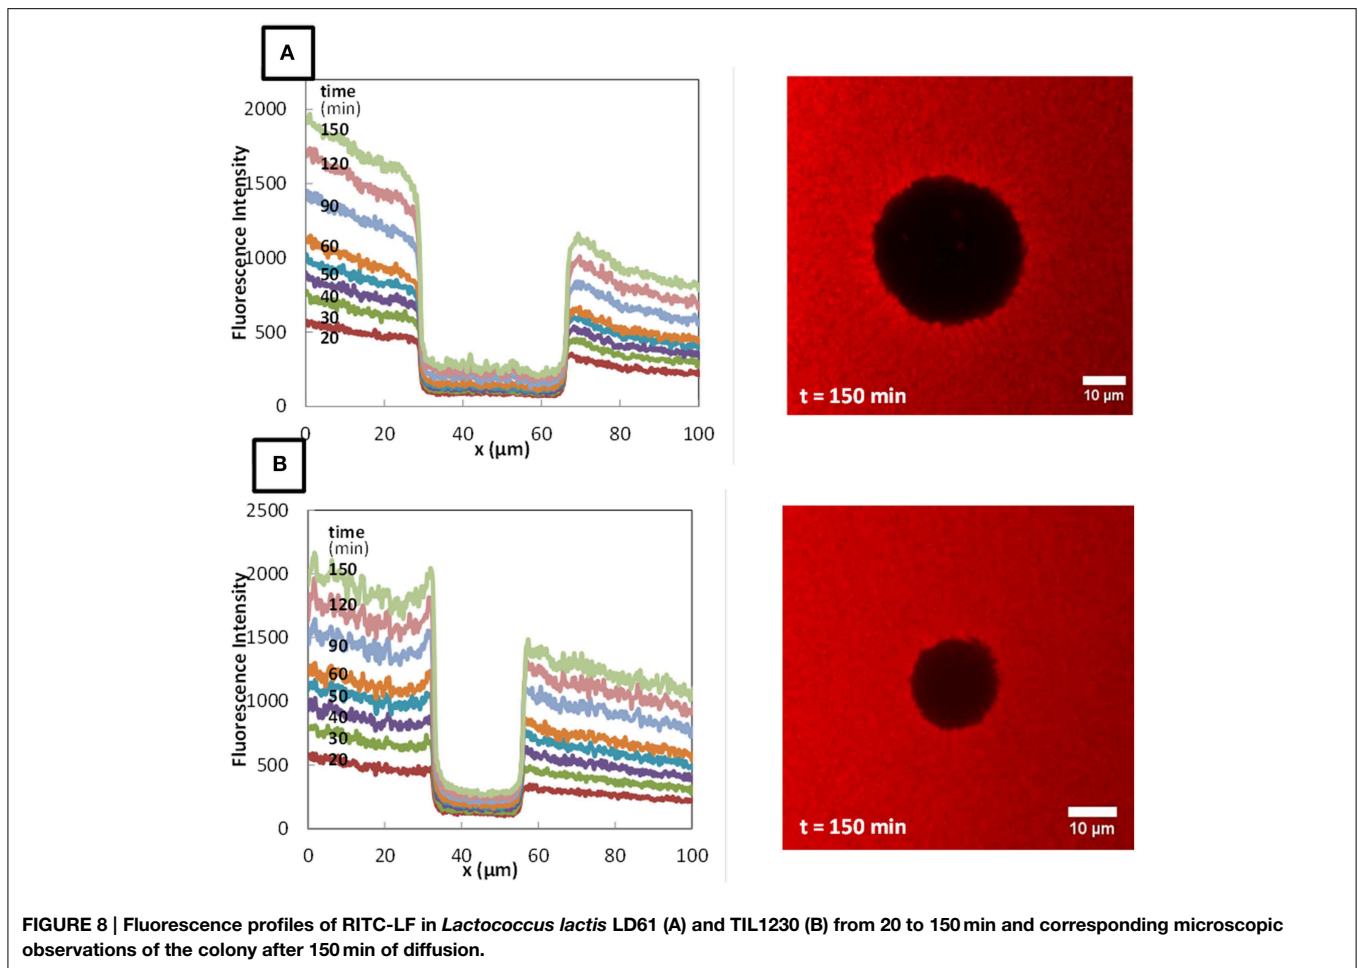 A
time
(min)
2000
150
120
1500
90
60
1000
50
40
30
500
20
0
Fluorescence Intensity
0 20 40 60 80 100
x (µm)
t = 150 min
10 µm
B
2500
time
(min)
2000
150
120
1500
90
60
1000
50
40
30
500
20
0
Fluorescence Intensity
0 20 40 60 80 100
x (µm)
t = 150 min
10 µm
FIGURE 8 | Fluorescence profiles of RITC-LF in Lactococcus lactis LD61 (A) and TIL1230 (B) from 20 to 150 min and corresponding microscopic
observations of the colony after 150 min of diffusion.